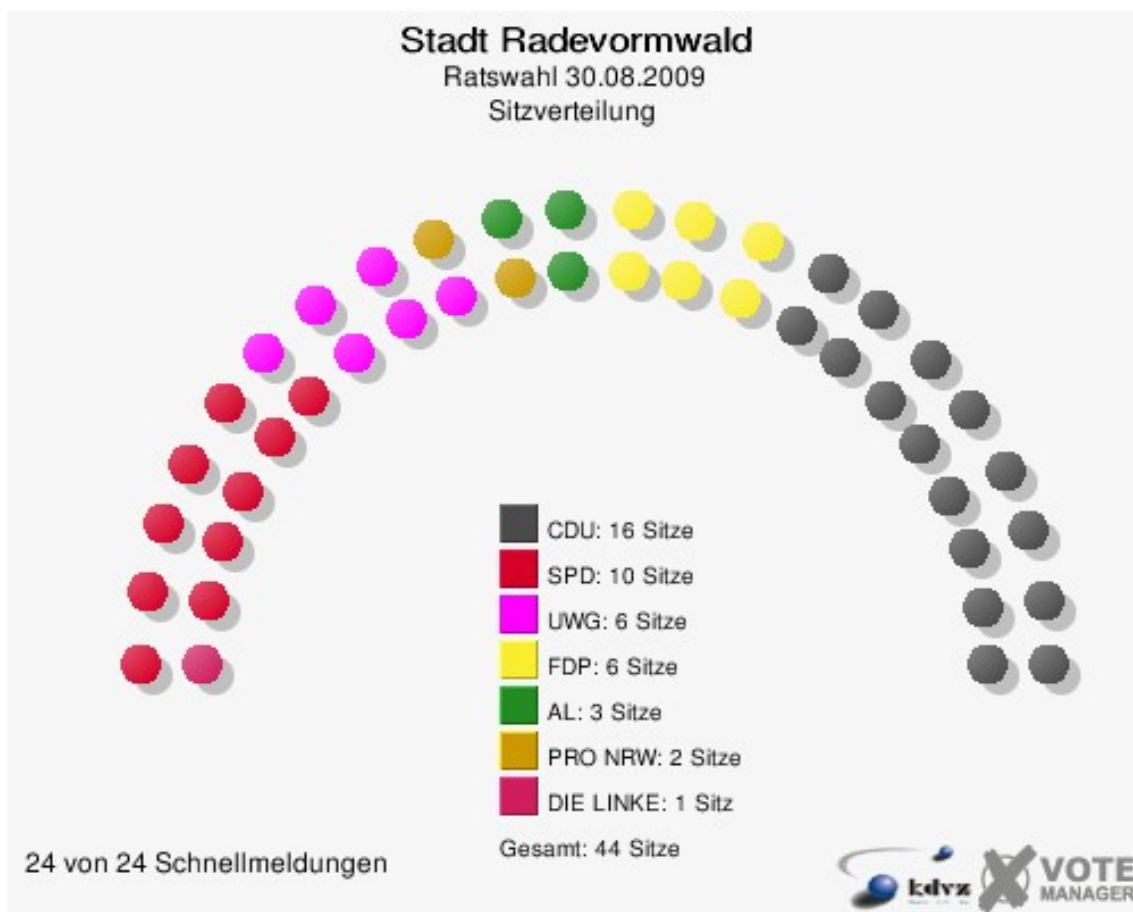 Stadt Radevormwald
Ratswahl 30.08.2009
Sitzverteilung
CDU: 16 Sitze
SPD: 10 Sitze
UWG: 6 Sitze
FDP: 6 Sitze
AL: 3 Sitze
PRO NRW: 2 Sitze
DIE LINKE: 1 Sitz
Gesamt: 44 Sitze
24 von 24 Schnellmeldungen
kdvz
VOTE
MANAGER